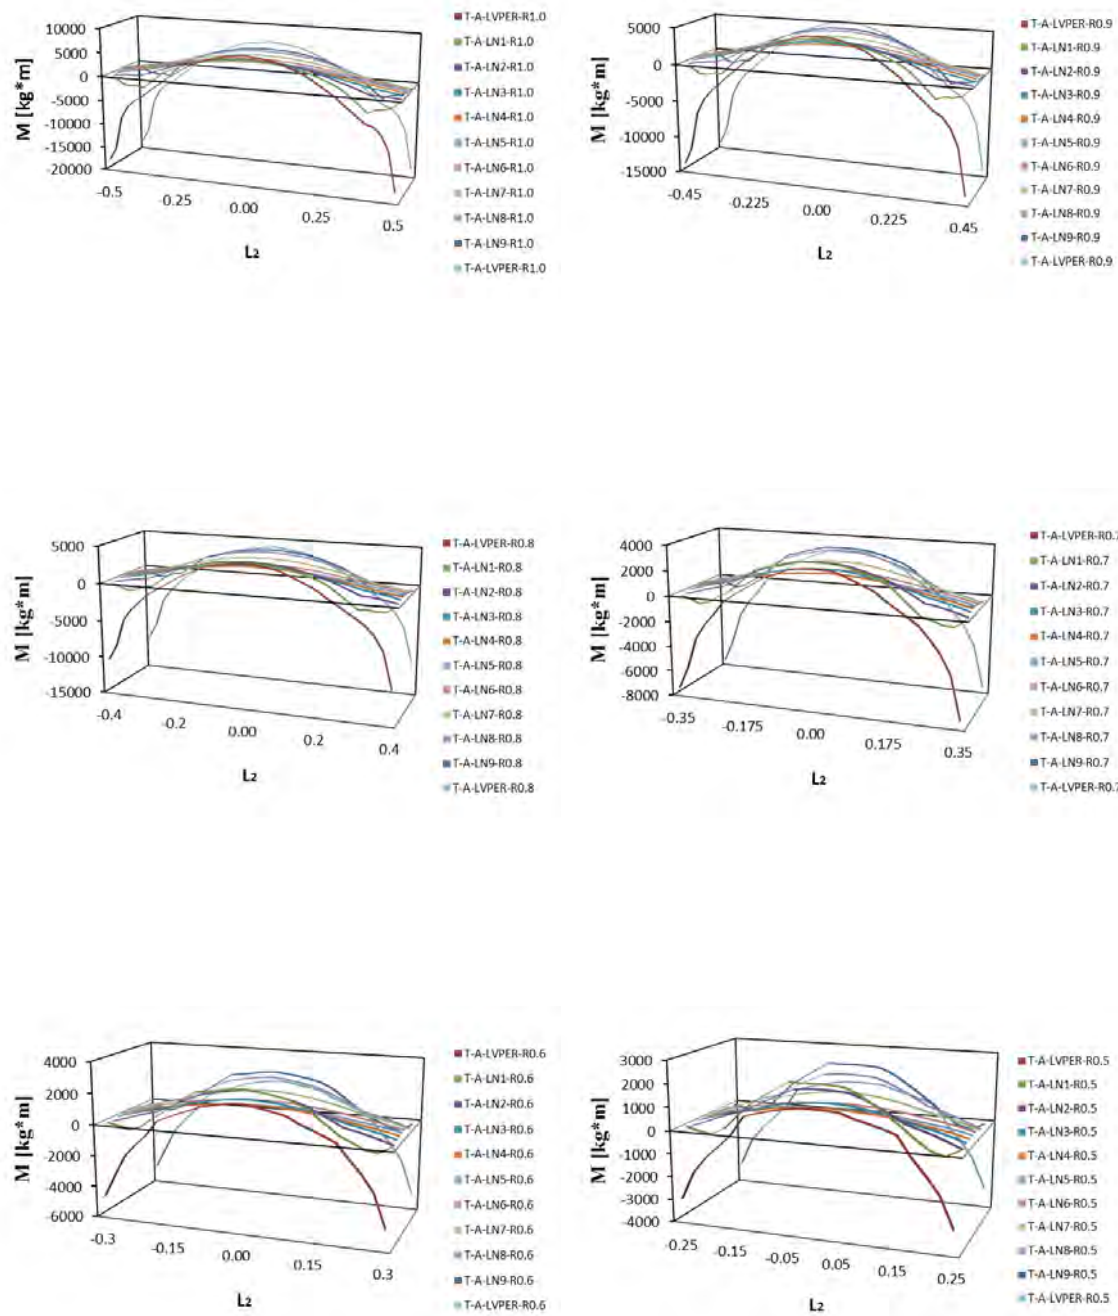 10000
5000
0
-5000
-10000
-15000
-20000
M [kg*m]
-0.5
-0.25
0.00
0.25
0.5
L₂
T-A-LVPER-R1.0
T-A-LN1-R1.0
T-A-LN2-R1.0
T-A-LN3-R1.0
T-A-LN4-R1.0
T-A-LN5-R1.0
T-A-LN6-R1.0
T-A-LN7-R1.0
T-A-LN8-R1.0
T-A-LN9-R1.0
T-A-LVPER-R1.0
5000
0
-5000
-10000
-15000
M [kg*m]
-0.45
-0.225
0.00
0.225
0.45
L₂
T-A-LVPER-R0.9
T-A-LN1-R0.9
T-A-LN2-R0.9
T-A-LN3-R0.9
T-A-LN4-R0.9
T-A-LN5-R0.9
T-A-LN6-R0.9
T-A-LN7-R0.9
T-A-LN8-R0.9
T-A-LN9-R0.9
T-A-LVPER-R0.9
5000
0
-5000
-10000
-15000
M [kg*m]
-0.4
-0.2
0.00
0.2
0.4
L₂
T-A-LVPER-R0.8
T-A-LN1-R0.8
T-A-LN2-R0.8
T-A-LN3-R0.8
T-A-LN4-R0.8
T-A-LN5-R0.8
T-A-LN6-R0.8
T-A-LN7-R0.8
T-A-LN8-R0.8
T-A-LN9-R0.8
T-A-LVPER-R0.8
4000
2000
0
-2000
-4000
-6000
-8000
M [kg*m]
-0.35
-0.175
0.00
0.175
0.35
L₂
T-A-LVPER-R0.7
T-A-LN1-R0.7
T-A-LN2-R0.7
T-A-LN3-R0.7
T-A-LN4-R0.7
T-A-LN5-R0.7
T-A-LN6-R0.7
T-A-LN7-R0.7
T-A-LN8-R0.7
T-A-LN9-R0.7
T-A-LVPER-R0.7
4000
2000
0
-2000
-4000
-6000
M [kg*m]
-0.3
-0.15
0.00
0.15
0.3
L₂
T-A-LVPER-R0.6
T-A-LN1-R0.6
T-A-LN2-R0.6
T-A-LN3-R0.6
T-A-LN4-R0.6
T-A-LN5-R0.6
T-A-LN6-R0.6
T-A-LN7-R0.6
T-A-LN8-R0.6
T-A-LN9-R0.6
T-A-LVPER-R0.6
3000
2000
1000
0
-1000
-2000
-3000
-4000
M [kg*m]
-0.25
-0.15
-0.05
0.05
0.15
0.25
L₂
T-A-LVPER-R0.5
T-A-LN1-R0.5
T-A-LN2-R0.5
T-A-LN3-R0.5
T-A-LN4-R0.5
T-A-LN5-R0.5
T-A-LN6-R0.5
T-A-LN7-R0.5
T-A-LN8-R0.5
T-A-LN9-R0.5
T-A-LVPER-R0.5